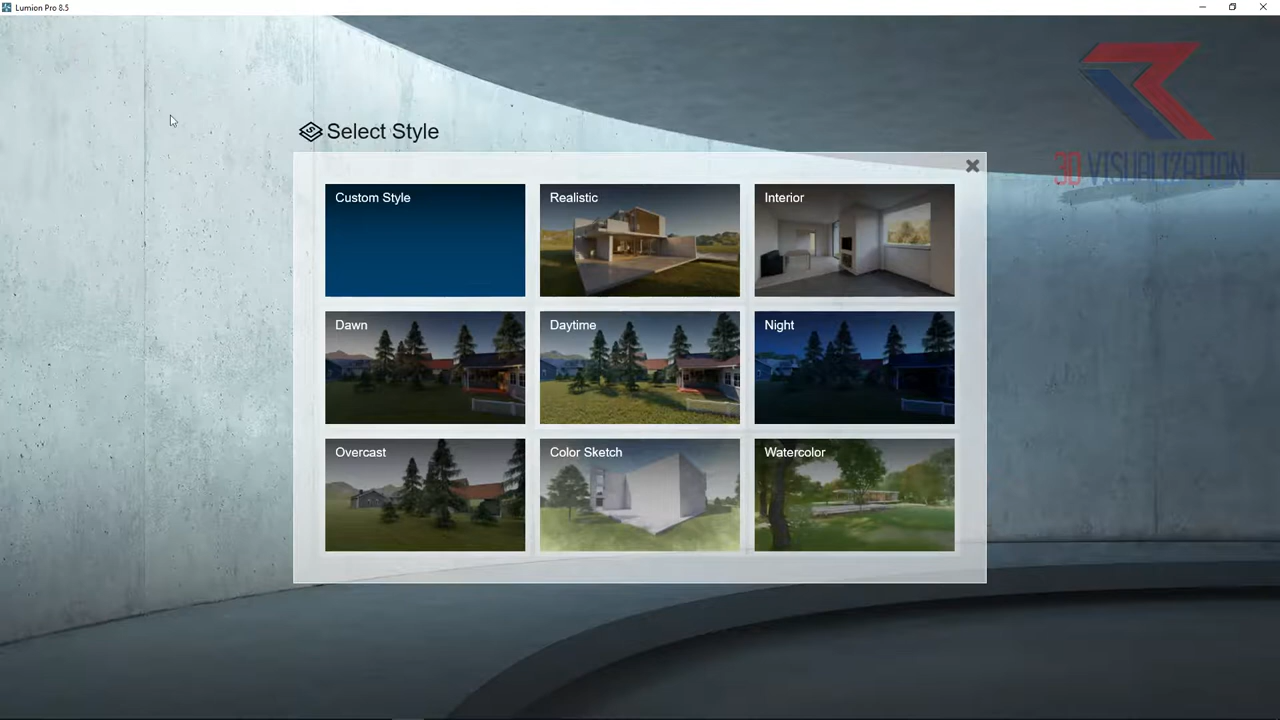 Lumion Pro 8.5
Select Style
3D VISUALIZATION
Custom Style
Realistic
Interior
Dawn
Daytime
Night
Overcast
Color Sketch
Watercolor